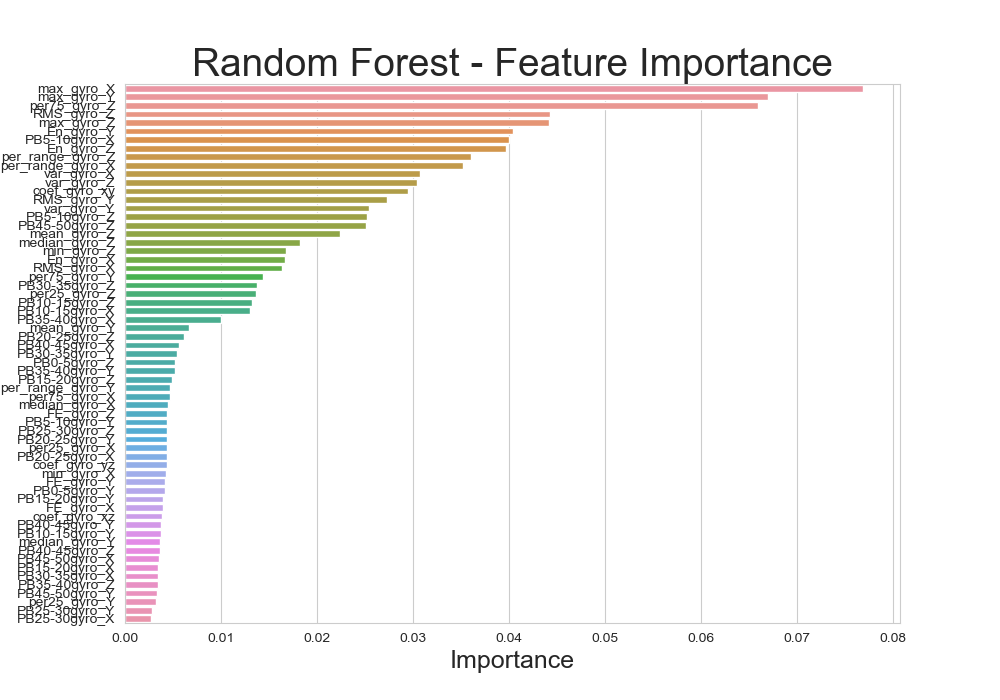 Random Forest - Feature Importance
max_gyro_X
max_gyro_Y
per75_gyro_Z
RMS_gyro_Z
max_gyro_Z
En_gyro_Y
PB5-10gyro_X
En_gyro_Z
per_range_gyro_Z
per_range_gyro_X
var_gyro_X
var_gyro_Z
coef_gyro_xy
RMS_gyro_Y
var_gyro_Y
PB5-10gyro_Z
PB45-50gyro_Z
mean_gyro_Z
median_gyro_Z
min_gyro_Z
En_gyro_X
RMS_gyro_X
per75_gyro_Y
PB30-35gyro_Z
per25_gyro_Z
PB10-15gyro_Z
PB10-15gyro_X
PB35-40gyro_X
mean_gyro_Y
PB20-25gyro_Z
PB40-45gyro_X
PB30-35gyro_Y
PB0-5gyro_Z
PB35-40gyro_Y
PB15-20gyro_Z
per_range_gyro_Y
per75_gyro_X
median_gyro_X
FE_gyro_Z
PB5-10gyro_Y
PB25-30gyro_Z
PB20-25gyro_Y
per25_gyro_X
PB20-25gyro_X
coef_gyro_yz
min_gyro_X
FE_gyro_Y
PB0-5gyro_Y
PB15-20gyro_Y
FE_gyro_X
coef_gyro_xz
PB40-45gyro_Y
PB10-15gyro_Y
median_gyro_Y
PB40-45gyro_Z
PB45-50gyro_X
PB15-20gyro_X
PB30-35gyro_X
PB35-40gyro_Z
PB45-50gyro_Y
per25_gyro_Y
PB25-30gyro_Y
PB25-30gyro_X
0.00 0.01 0.02 0.03 0.04 0.05 0.06 0.07 0.08
Importance